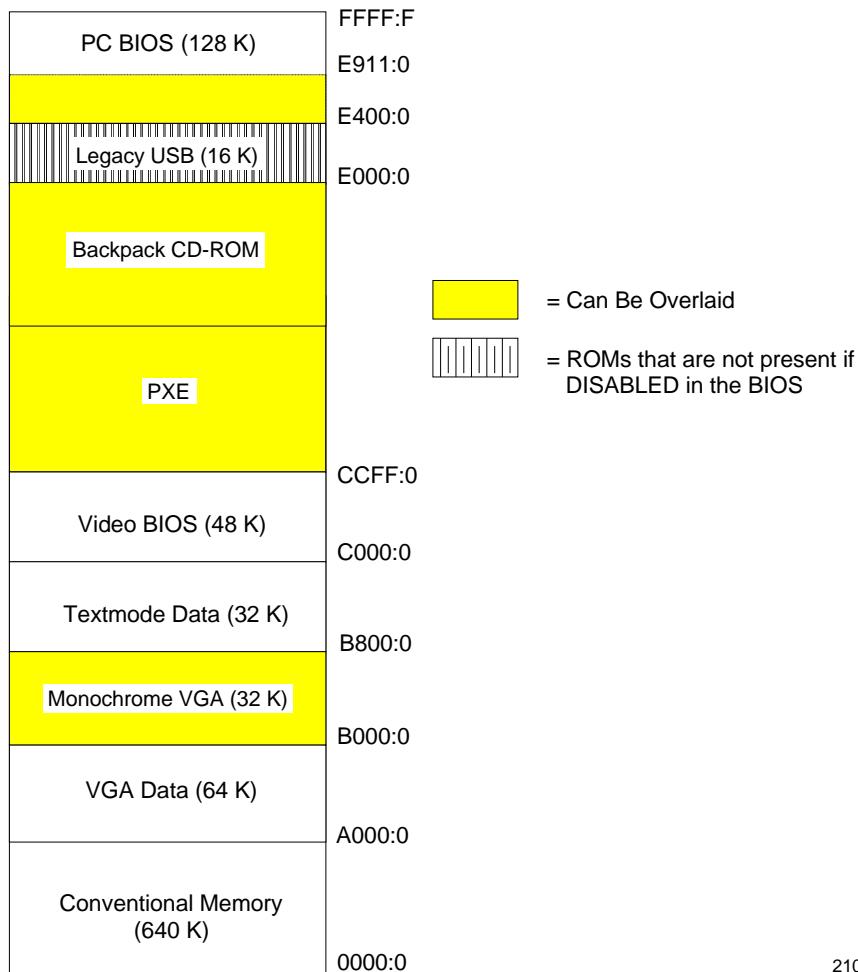 FFFF:F
PC BIOS (128 K)
E911:0
E400:0
Legacy USB (16 K)
E000:0
Backpack CD-ROM
= Can Be Overlaid
= ROMs that are not present if
DISABLED in the BIOS
PXE
CCFF:0
Video BIOS (48 K)
C000:0
Textmode Data (32 K)
B800:0
Monochrome VGA (32 K)
B000:0
VGA Data (64 K)
A000:0
Conventional Memory
(640 K)
0000:0
210